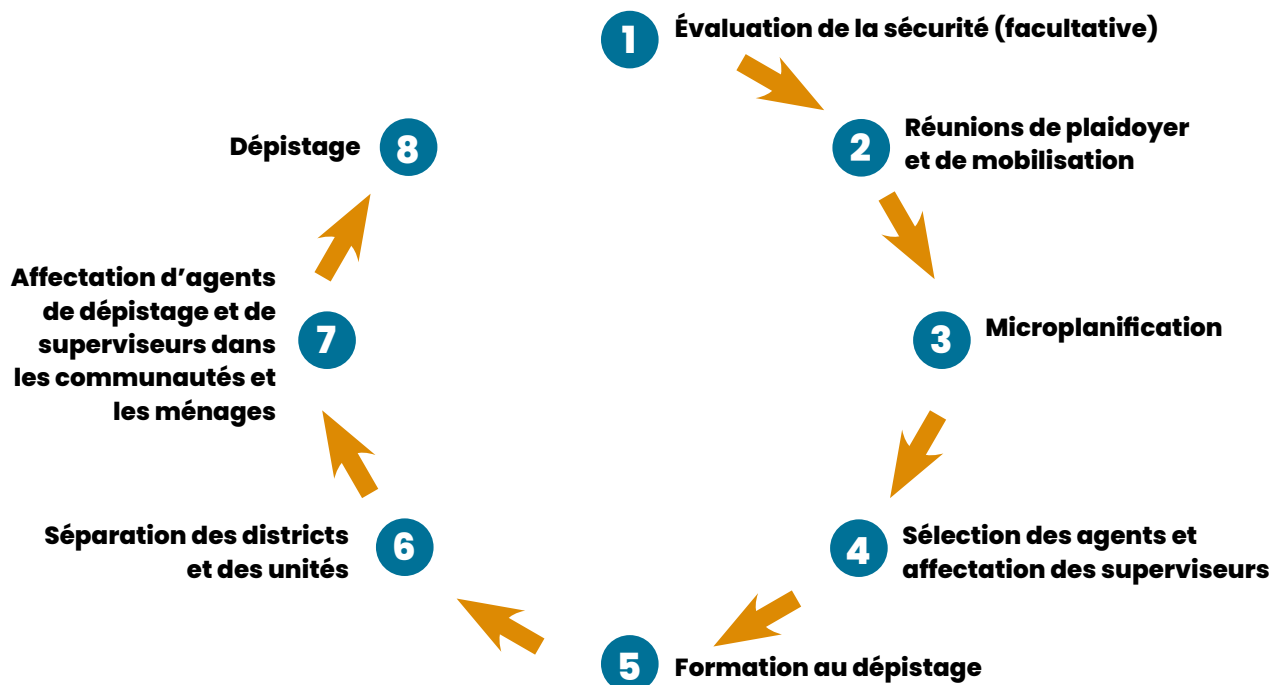 1
Évaluation de la sécurité (facultative)
2
Réunions de plaidoyer
et de mobilisation
3
Microplanification
4
Sélection des agents et
affectation des superviseurs
5
Formation au dépistage
6
Séparation des districts
et des unités
7
Affectation d’agents
de dépistage et de
superviseurs dans
les communautés et
les ménages
8
Dépistage